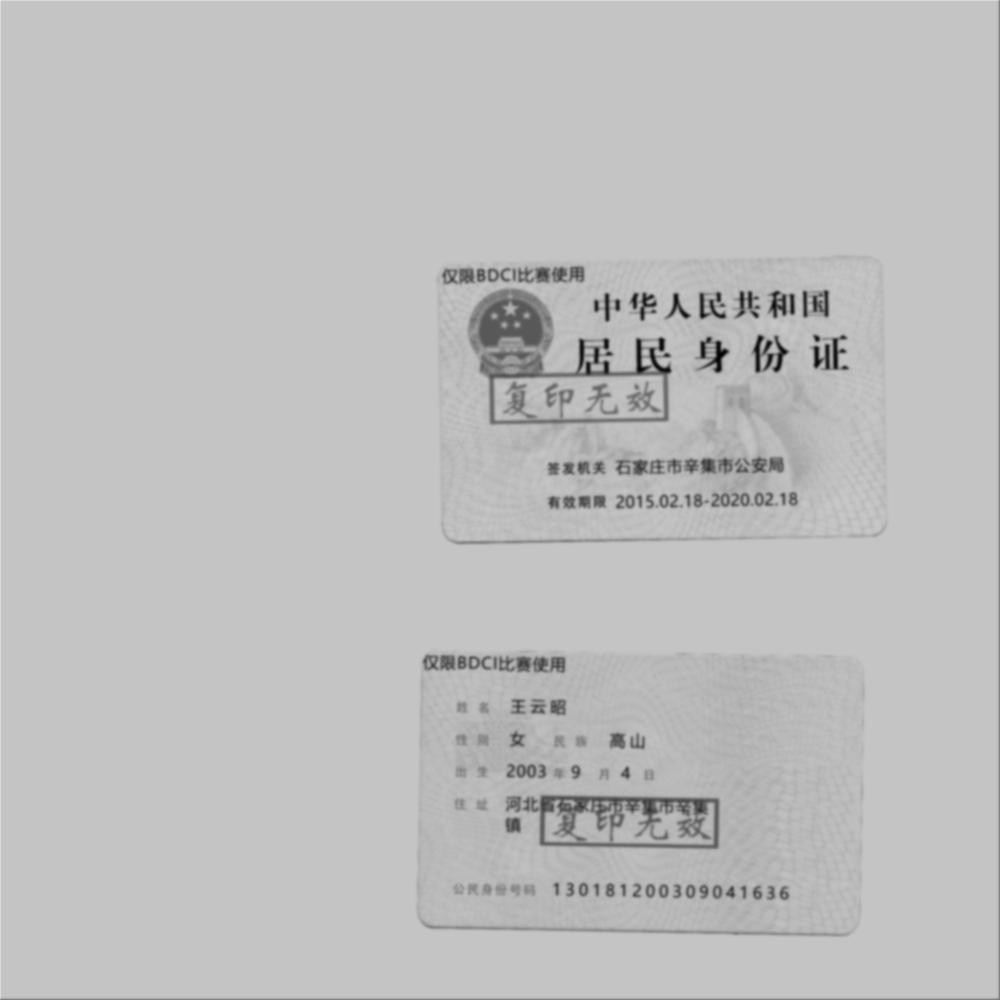 仅限BDCI比赛使用
中华人民共和国
居民身份证
复印无效
签发机关 石家庄市辛集市公安局
有效期限 2015.02.18-2020.02.18
仅限BDCI比赛使用
姓名 王云昭
性别 女 民族 高山
出生 2003 年 9 月 4 日
住址 河北省石家庄市辛集市辛集
镇
复印无效
公民身份号码 130181200309041636